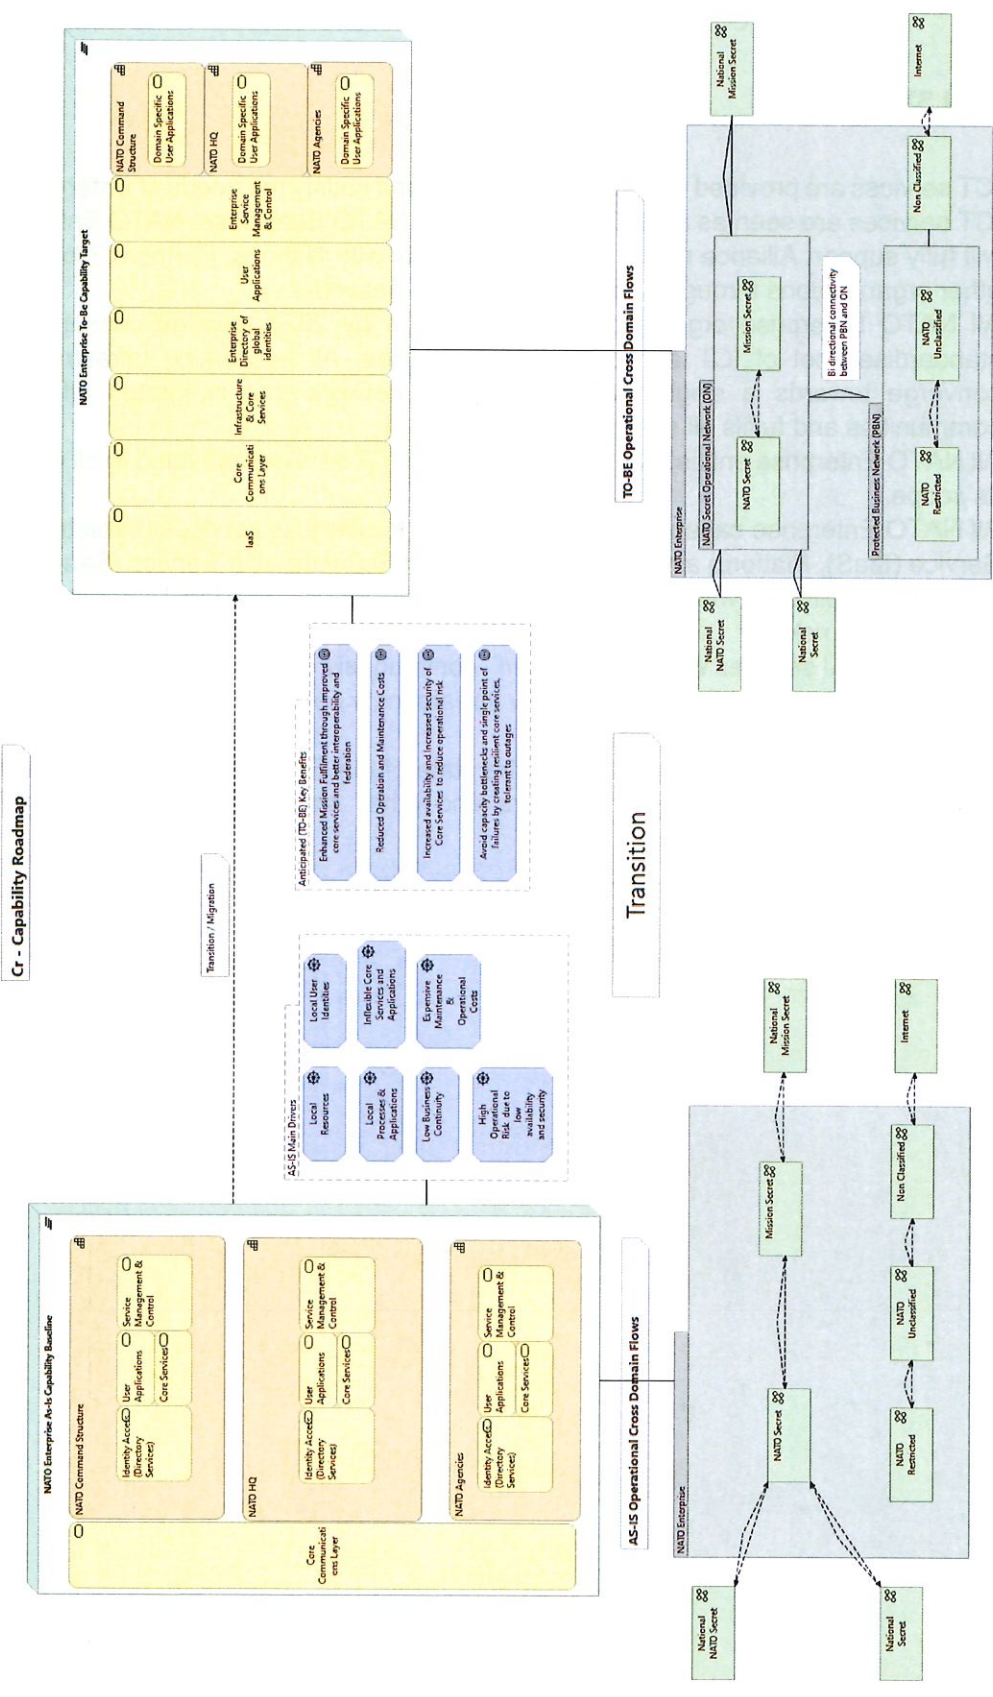 Cr - Capability Roadmap
NATO Enterprise As-Is Capability Baseline
NATO Command Structure
Identity Access
(Directory
Services)
User
Applications
Core Services
Service
Management &
Control
NATO HQ
Identity Access
(Directory
Services)
User
Applications
Core Services
Service
Management &
Control
NATO Agencies
Identity Access
(Directory
Services)
User
Applications
Core Services
Service
Management &
Control
Core
Communicati
ons Layer
Transition / Migration
AS-IS Main Drivers
Local
Resources
Local User
Identities
Local
Processes &
Applications
Inflexible Core
Services and
Applications
Low Business
Continuity
Expensive
Maintenance
&
Operational
Costs
High
Operational
Risk due to
low
availability
and security
Anticipated (TO-BE) Key Benefits
Enhanced Mission Fulfilment through improved
core services and better interoperability and
federation
Reduced Operation and Maintenance Costs
Increased availability and Increased security of
Core Services to reduce operational risk
Avoid capacity bottlenecks and single point of
failures by creating resilient core services,
tolerant to outages
NATO Enterprise To-Be Capability Target
IaaS
Core
Communicati
ons Layer
Infrastructure
& Core
Services
Enterprise
Directory of
global
identities
User
Applications
Enterprise
Service
Management
& Control
NATO Command
Structure
Domain Specific
User Applications
NATO HQ
Domain Specific
User Applications
NATO Agencies
Domain Specific
User Applications
AS-IS Operational Cross Domain Flows
NATO Enterprise
National
NATO Secret
National
Secret
NATO Secret
Mission Secret
National
Mission Secret
NATO
Restricted
NATO
Unclassified
Non Classified
Internet
Transition
TO-BE Operational Cross Domain Flows
NATO Enterprise
National
NATO Secret
National
Secret
NATO Secret Operational Network (ON)
NATO Secret
Mission Secret
National
Mission Secret
Bi directional connectivity
between PBN and ON
Protected Business Network (PBN)
NATO
Restricted
NATO
Unclassified
Non Classified
Internet